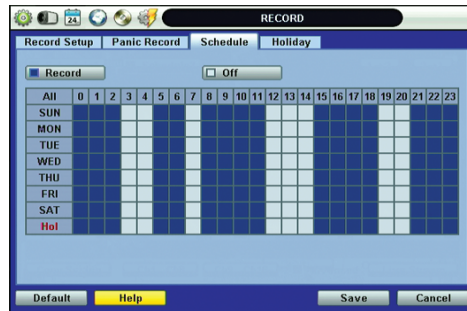 24.
RECORD
Record Setup Panic Record Schedule Holiday
Record Off
All 0 1 2 3 4 5 6 7 8 9 10 11 12 13 14 15 16 17 18 19 20 21 22 23
SUN
MON
TUE
WED
THU
FRI
SAT
Hol
Default Help Save Cancel